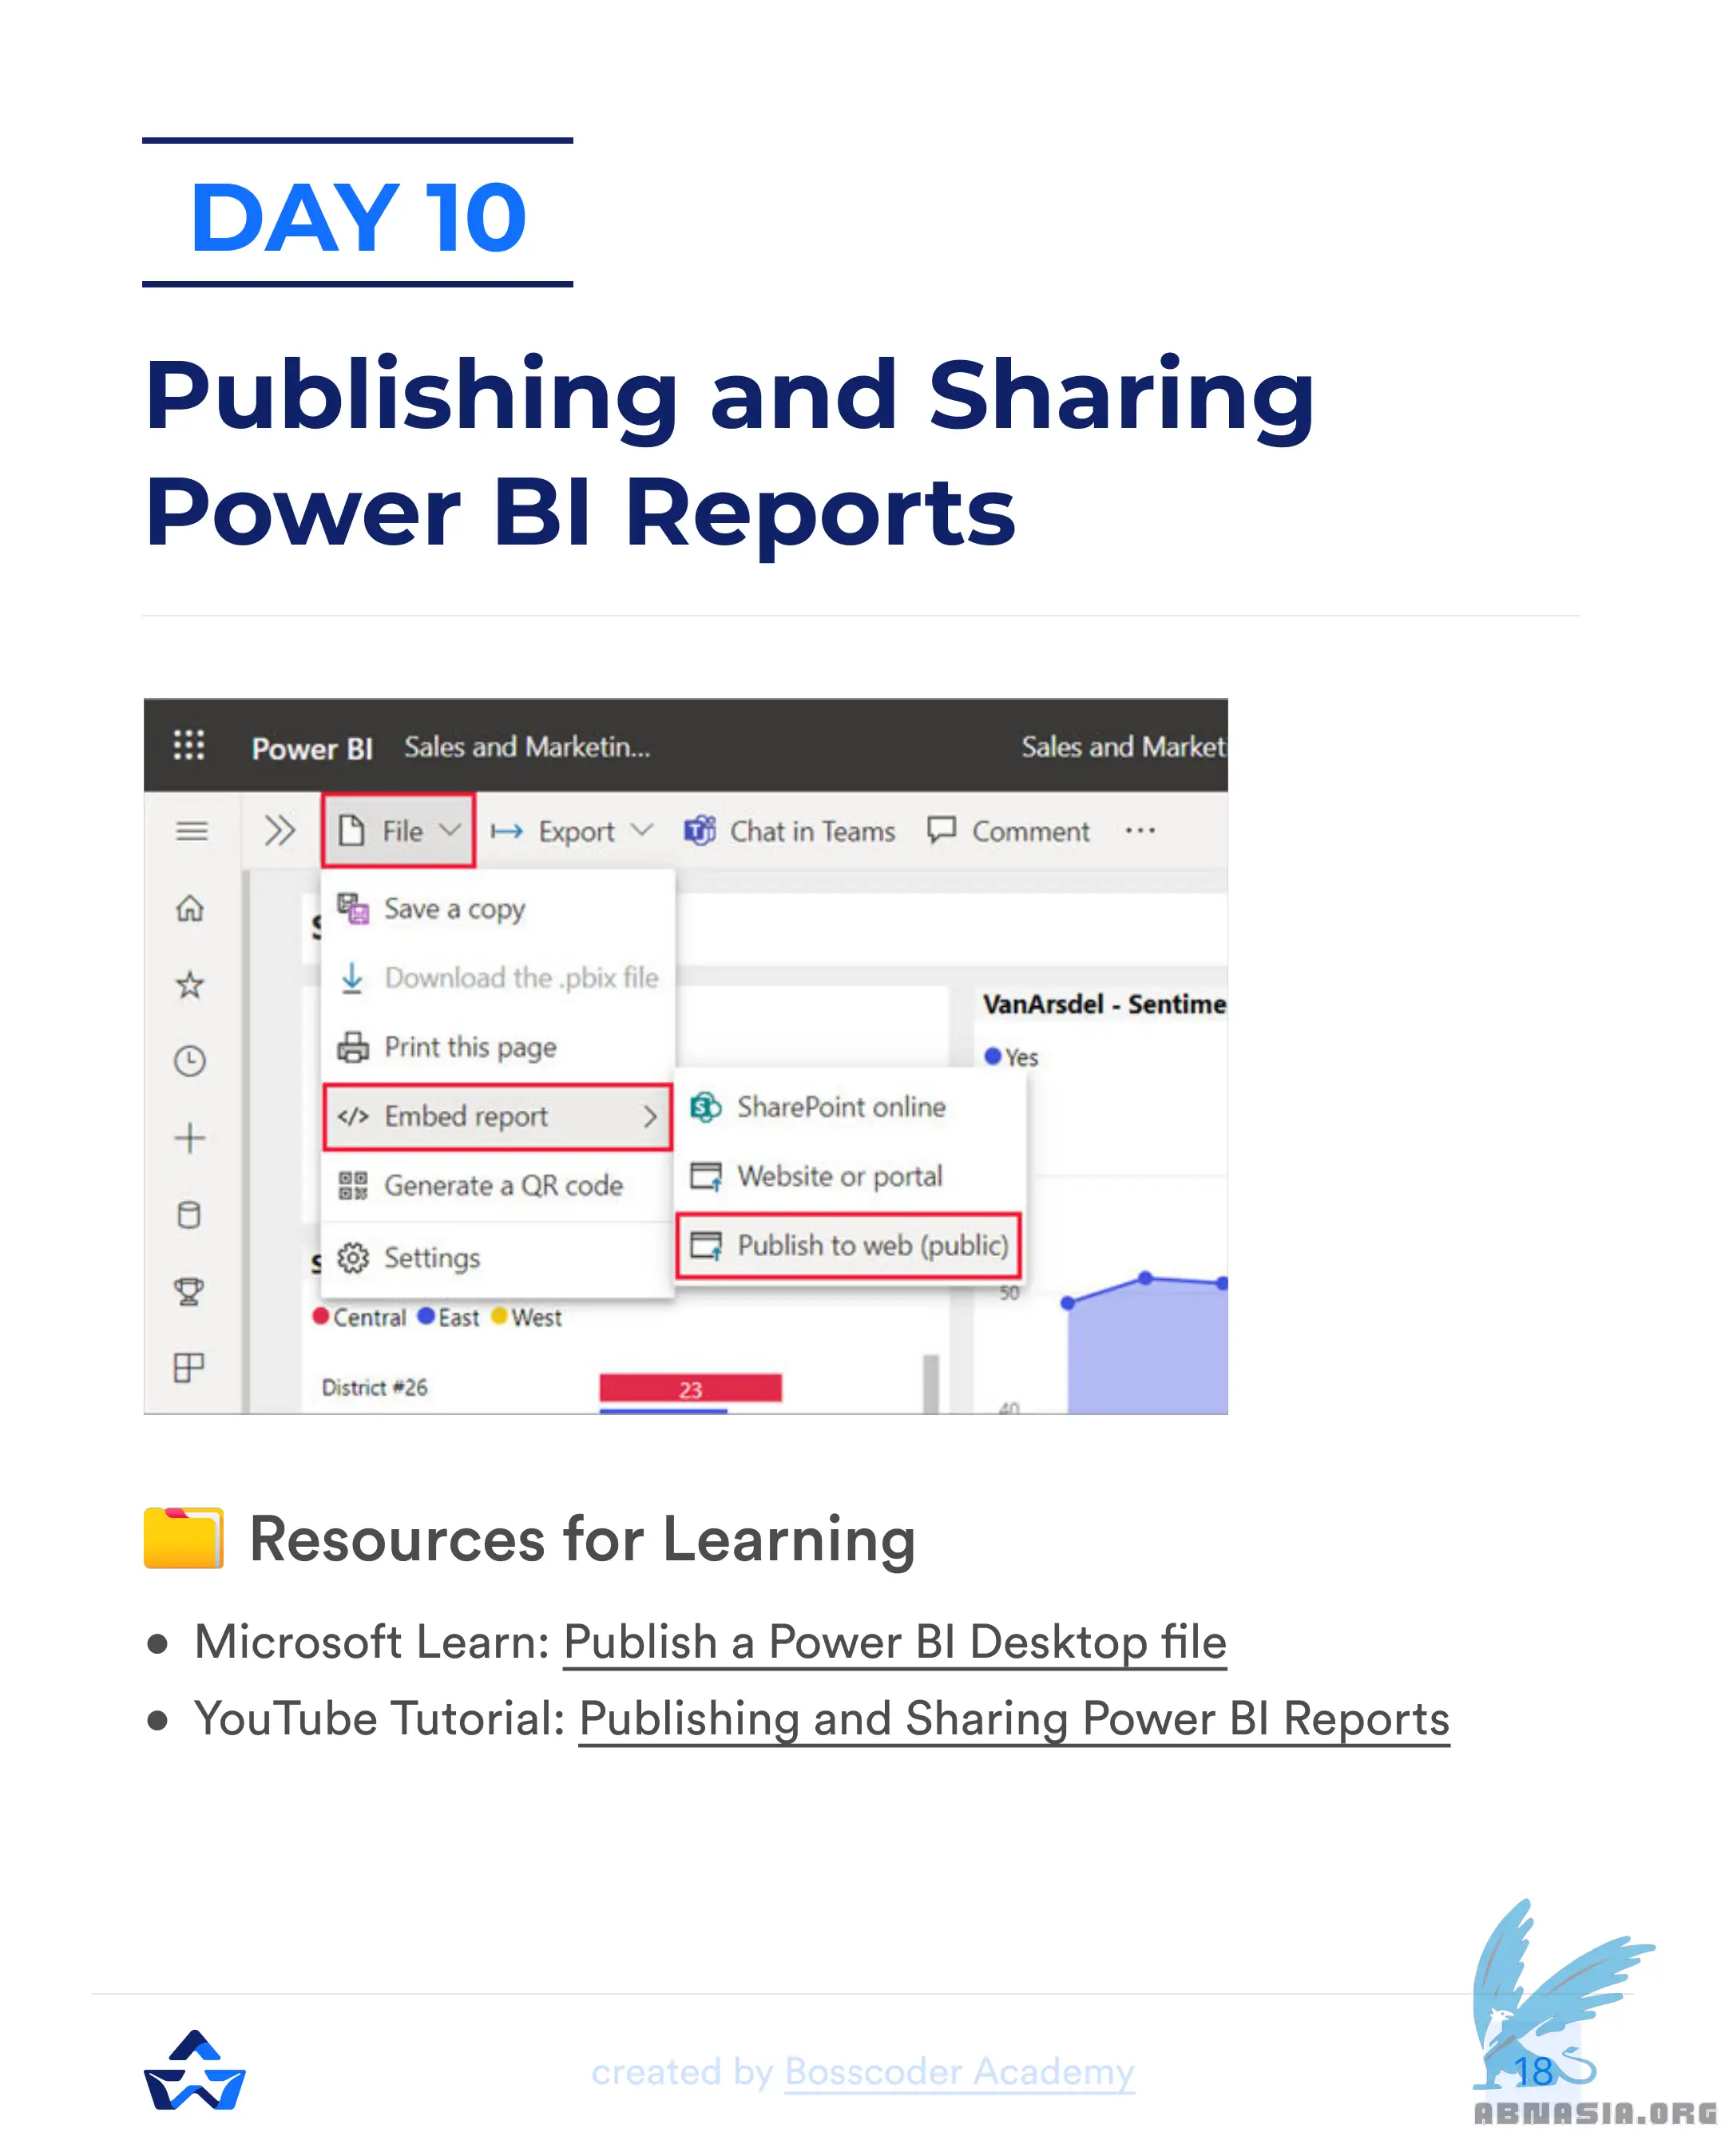 DAY 10
Publishing and Sharing
Power BI Reports
Power BI Sales and Marketin... Sales and Market
File Export Chat in Teams Comment ...
Save a copy
Download the .pbix file
Print this page
VanArsdel - Sentime
Yes
Embed report
SharePoint online
Generate a QR code
Website or portal
Settings
Publish to web (public)
50
Central East West
District #26 23
40
Resources for Learning
● Microsoft Learn: Publish a Power BI Desktop file
● YouTube Tutorial: Publishing and Sharing Power BI Reports
created by Bosscoder Academy
18
ABNASIA.ORG